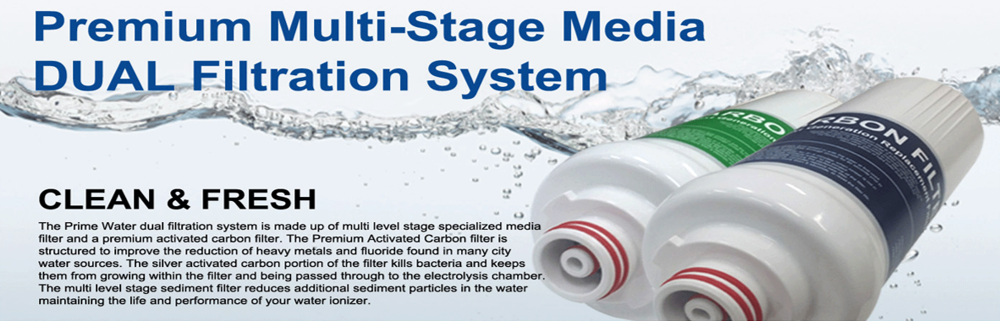 Premium Multi-Stage Media
DUAL Filtration System
CLEAN & FRESH
The Prime Water dual filtration system is made up of multi level stage specialized media
filter and a premium activated carbon filter. The Premium Activated Carbon filter is
structured to improve the reduction of heavy metals and fluoride found in many city
water sources. The silver activated carbon portion of the filter kills bacteria and keeps
them from growing within the filter and being passed through to the electrolysis chamber.
The multi level stage sediment filter reduces additional sediment particles in the water
maintaining the life and performance of your water ionizer.
ARBO
Generation
RBON FILT
Generation Replacement